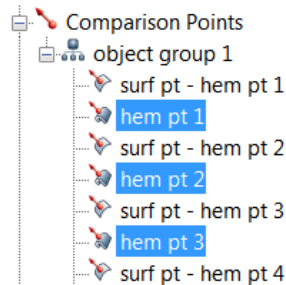 Comparison Points
object group 1
surf pt - hem pt 1
hem pt 1
surf pt - hem pt 2
hem pt 2
surf pt - hem pt 3
hem pt 3
surf pt - hem pt 4